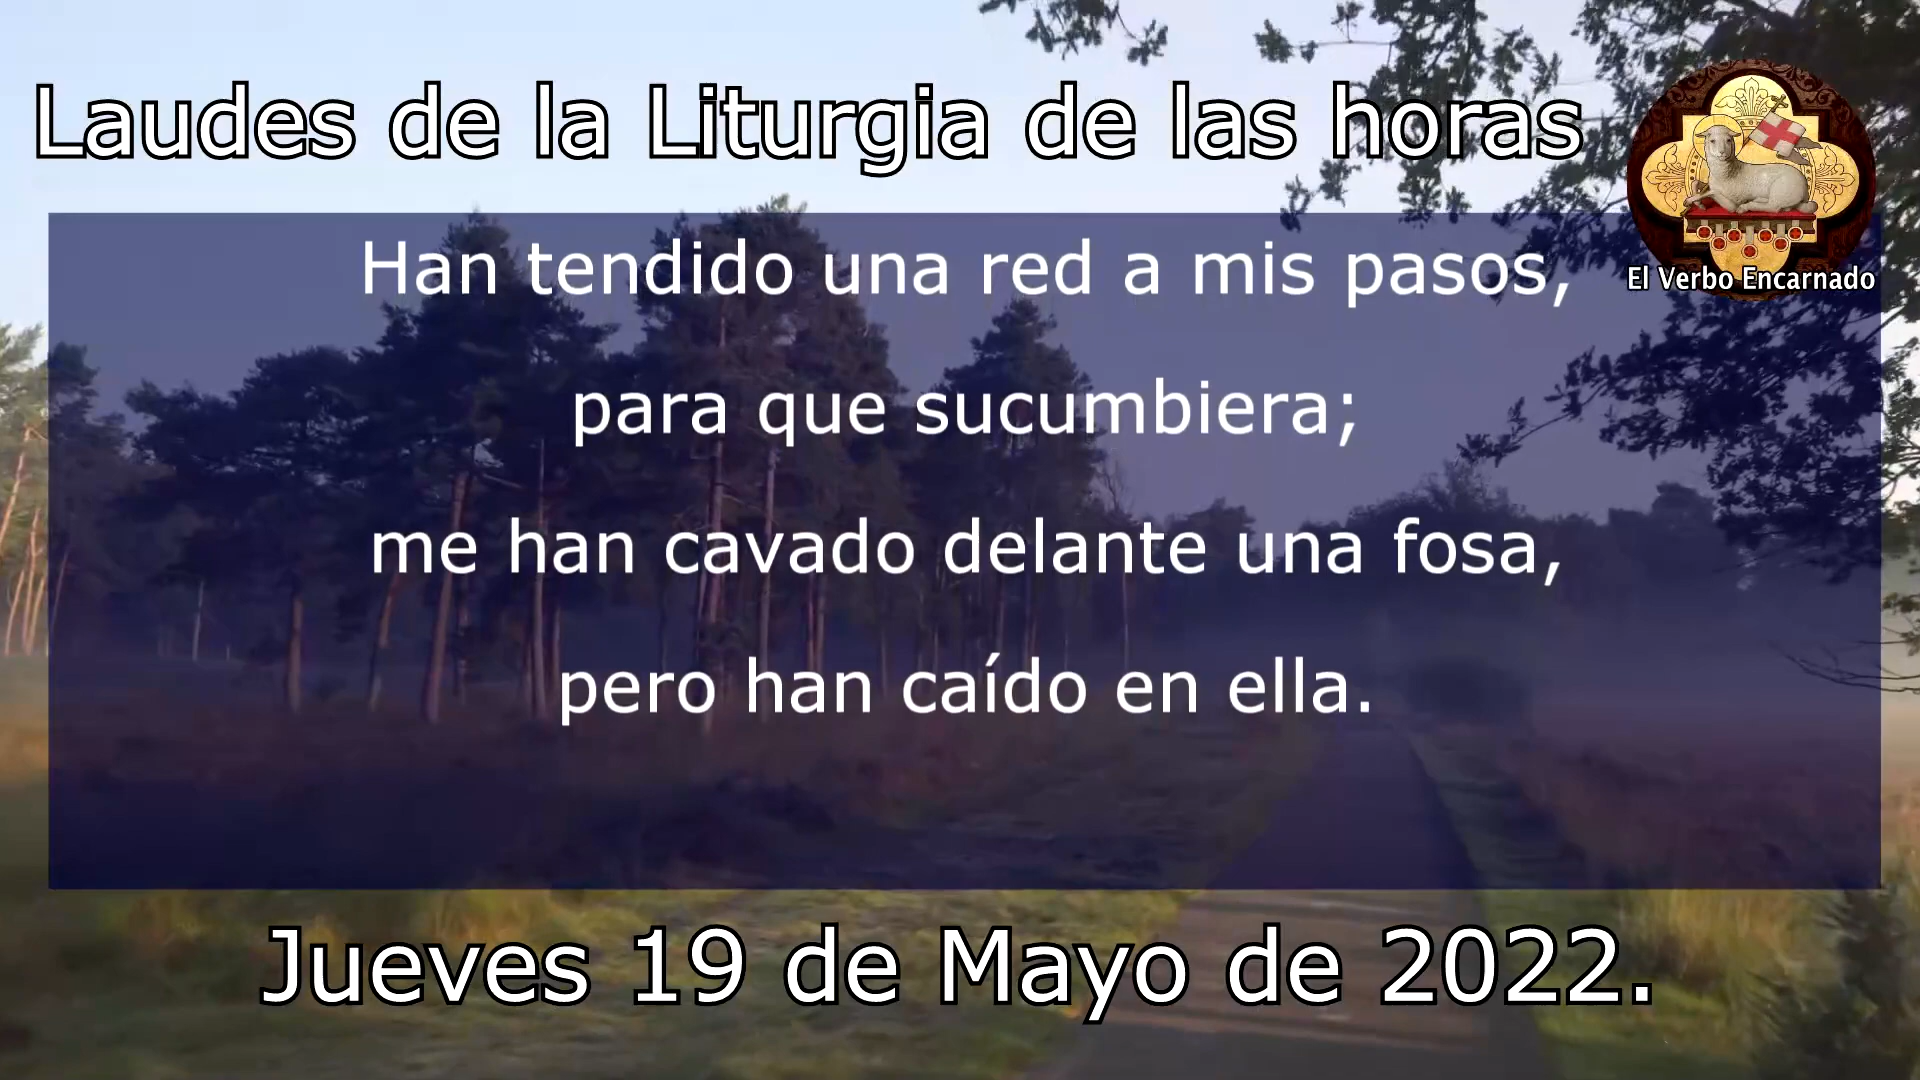 Laudes de la Liturgia de las horas
El Verbo Encarnado
Han tendido una red a mis pasos,
para que sucumbiera;
me han cavado delante una fosa,
pero han caído en ella.
Jueves 19 de Mayo de 2022.